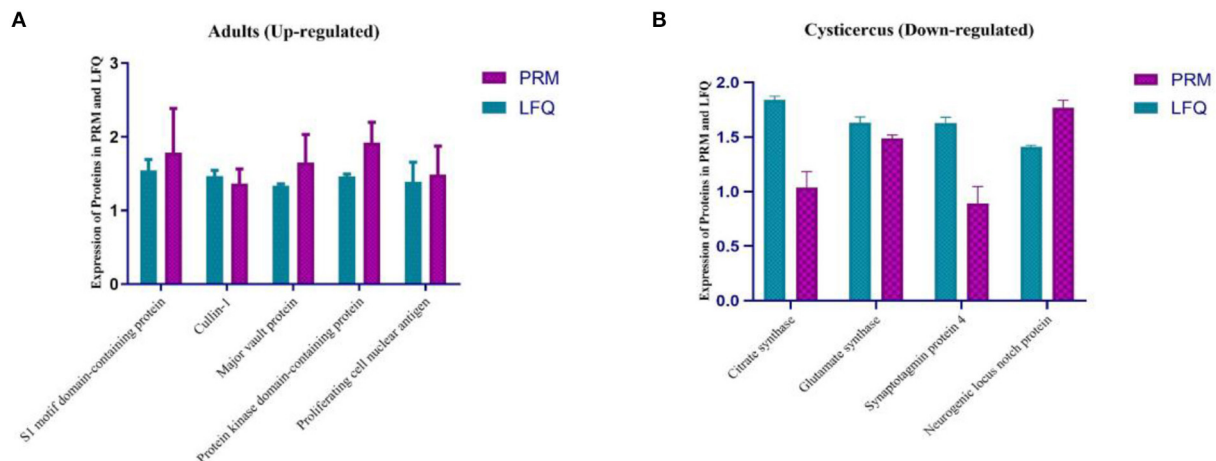 A
Adults (Up-regulated)
Expression of Proteins in PRM and LFQ
3
2
1
0
PRM
LFQ
S1 motif domain-containing protein
Cullin-1
Major vault protein
Protein kinase domain-containing protein
Proliferating cell nuclear antigen
B
Cysticercus (Down-regulated)
Expression of Proteins in PRM and LFQ
2.0
1.5
1.0
0.5
0.0
PRM
LFQ
Citrate synthase
Glutamate synthase
Synaptotagmin protein 4
Neurogenic locus notch protein